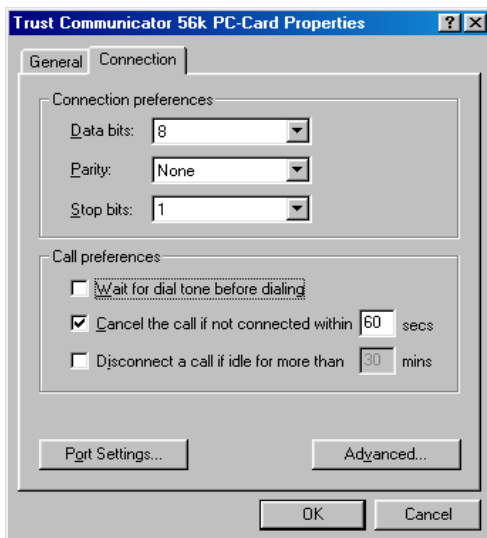 Trust Communicator 56k PC-Card Properties
General Connection
Connection preferences
Data bits: 8
Parity: None
Stop bits: 1
Call preferences
Wait for dial tone before dialing
Cancel the call if not connected within 60 secs
Disconnect a call if idle for more than 30 mins
Port Settings... Advanced...
OK Cancel